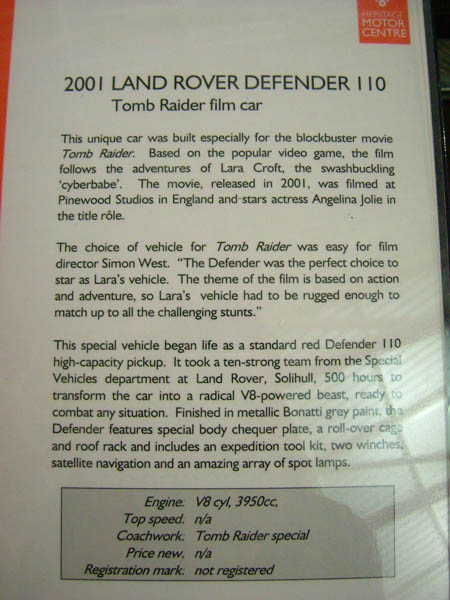 HERITAGE
MOTOR
CENTRE
2001 LAND ROVER DEFENDER 110
Tomb Raider film car
This unique car was built especially for the blockbuster movie
Tomb Raider. Based on the popular video game, the film
follows the adventures of Lara Croft, the swashbuckling
'cyberbabe'. The movie, released in 2001, was filmed at
Pinewood Studios in England and stars actress Angelina Jolie in
the title rôle.
The choice of vehicle for Tomb Raider was easy for film
director Simon West. "The Defender was the perfect choice to
star as Lara's vehicle. The theme of the film is based on action
and adventure, so Lara's vehicle had to be rugged enough to
match up to all the challenging stunts."
This special vehicle began life as a standard red Defender 110
high-capacity pickup. It took a ten-strong team from the Special
Vehicles department at Land Rover, Solihull, 500 hours to
transform the car into a radical V8-powered beast, ready to
combat any situation. Finished in metallic Bonatti grey paint, the
Defender features special body chequer plate, a roll-over cage
and roof rack and includes an expedition tool kit, two winches,
satellite navigation and an amazing array of spot lamps.
Engine. V8 cyl, 3950cc,
Top speed. n/a
Coachwork. Tomb Raider special
Price new. n/a
Registration mark. not registered